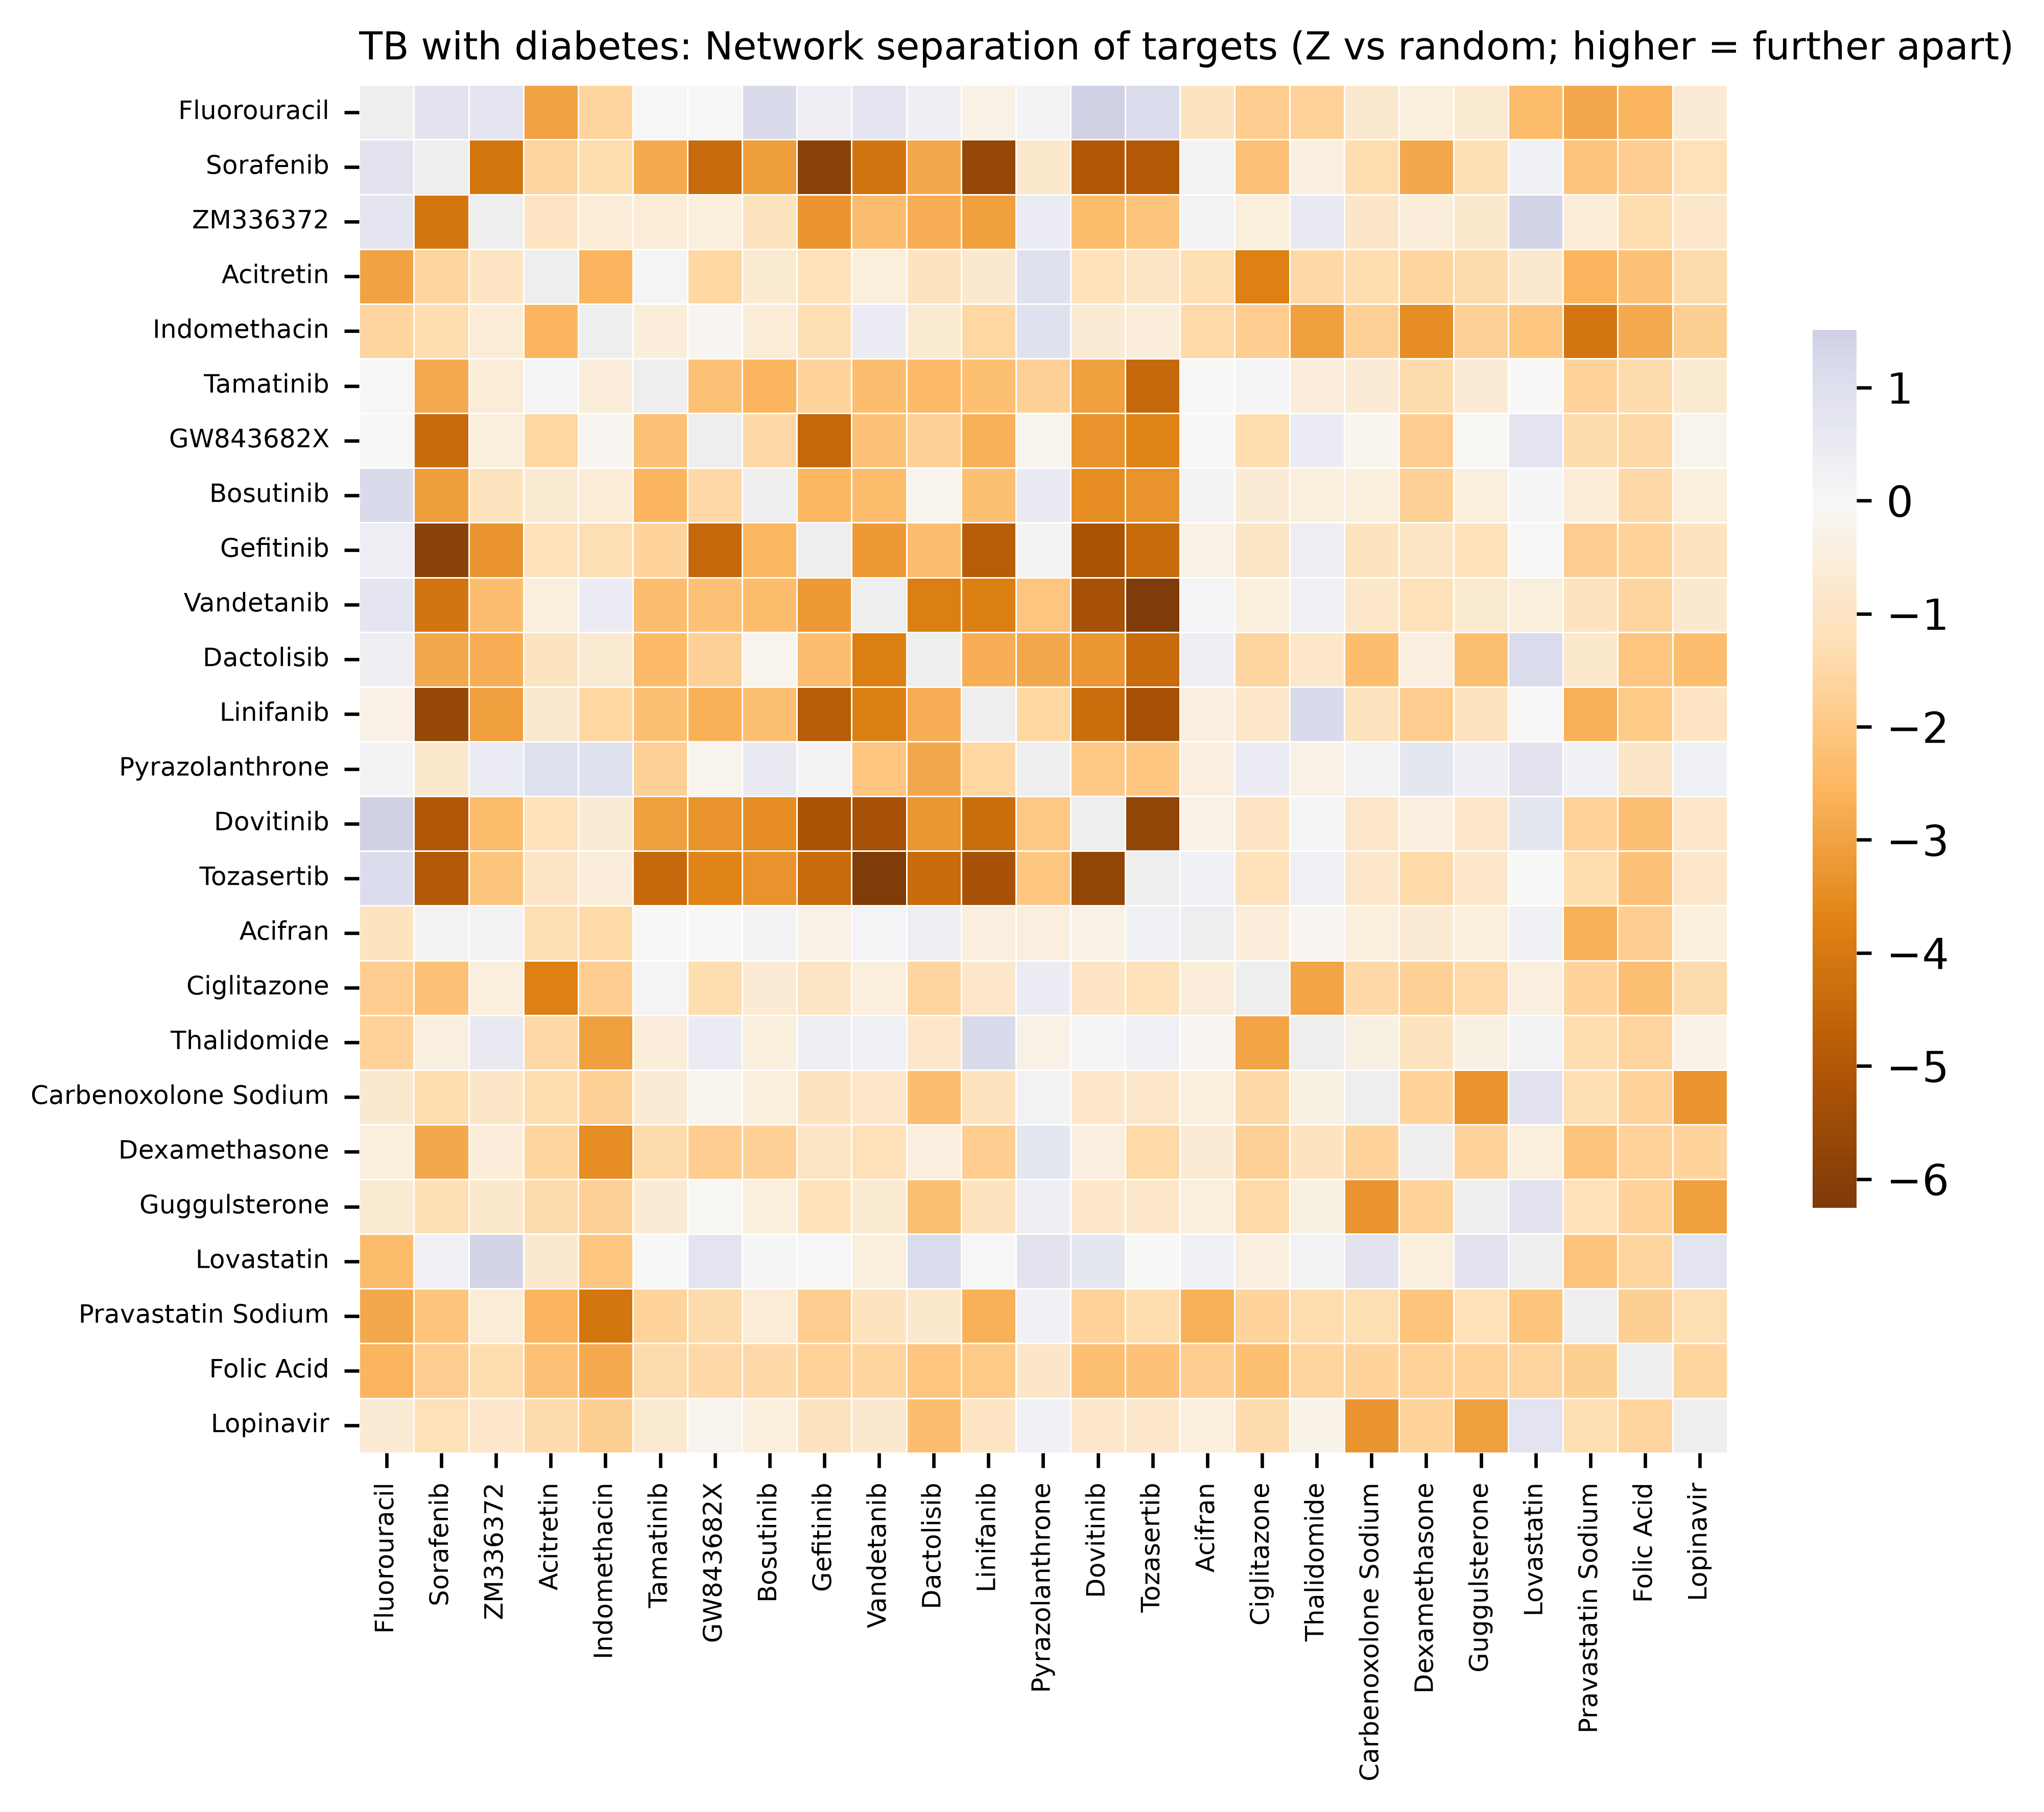 TB with diabetes: Network separation of targets (Z vs random; higher = further apart)
Fluorouracil
Sorafenib
ZM336372
Acitretin
Indomethacin
Tamatinib
GW843682X
Bosutinib
Gefitinib
Vandetanib
Dactolisib
Linifanib
Pyrazolanthrone
Dovitinib
Tozasertib
Acifran
Ciglitazone
Thalidomide
Carbenoxolone Sodium
Dexamethasone
Guggulsterone
Lovastatin
Pravastatin Sodium
Folic Acid
Lopinavir
Fluorouracil
Sorafenib
ZM336372
Acitretin
Indomethacin
Tamatinib
GW843682X
Bosutinib
Gefitinib
Vandetanib
Dactolisib
Linifanib
Pyrazolanthrone
Dovitinib
Tozasertib
Acifran
Ciglitazone
Thalidomide
Carbenoxolone Sodium
Dexamethasone
Guggulsterone
Lovastatin
Pravastatin Sodium
Folic Acid
Lopinavir
1
0
−1
−2
−3
−4
−5
−6